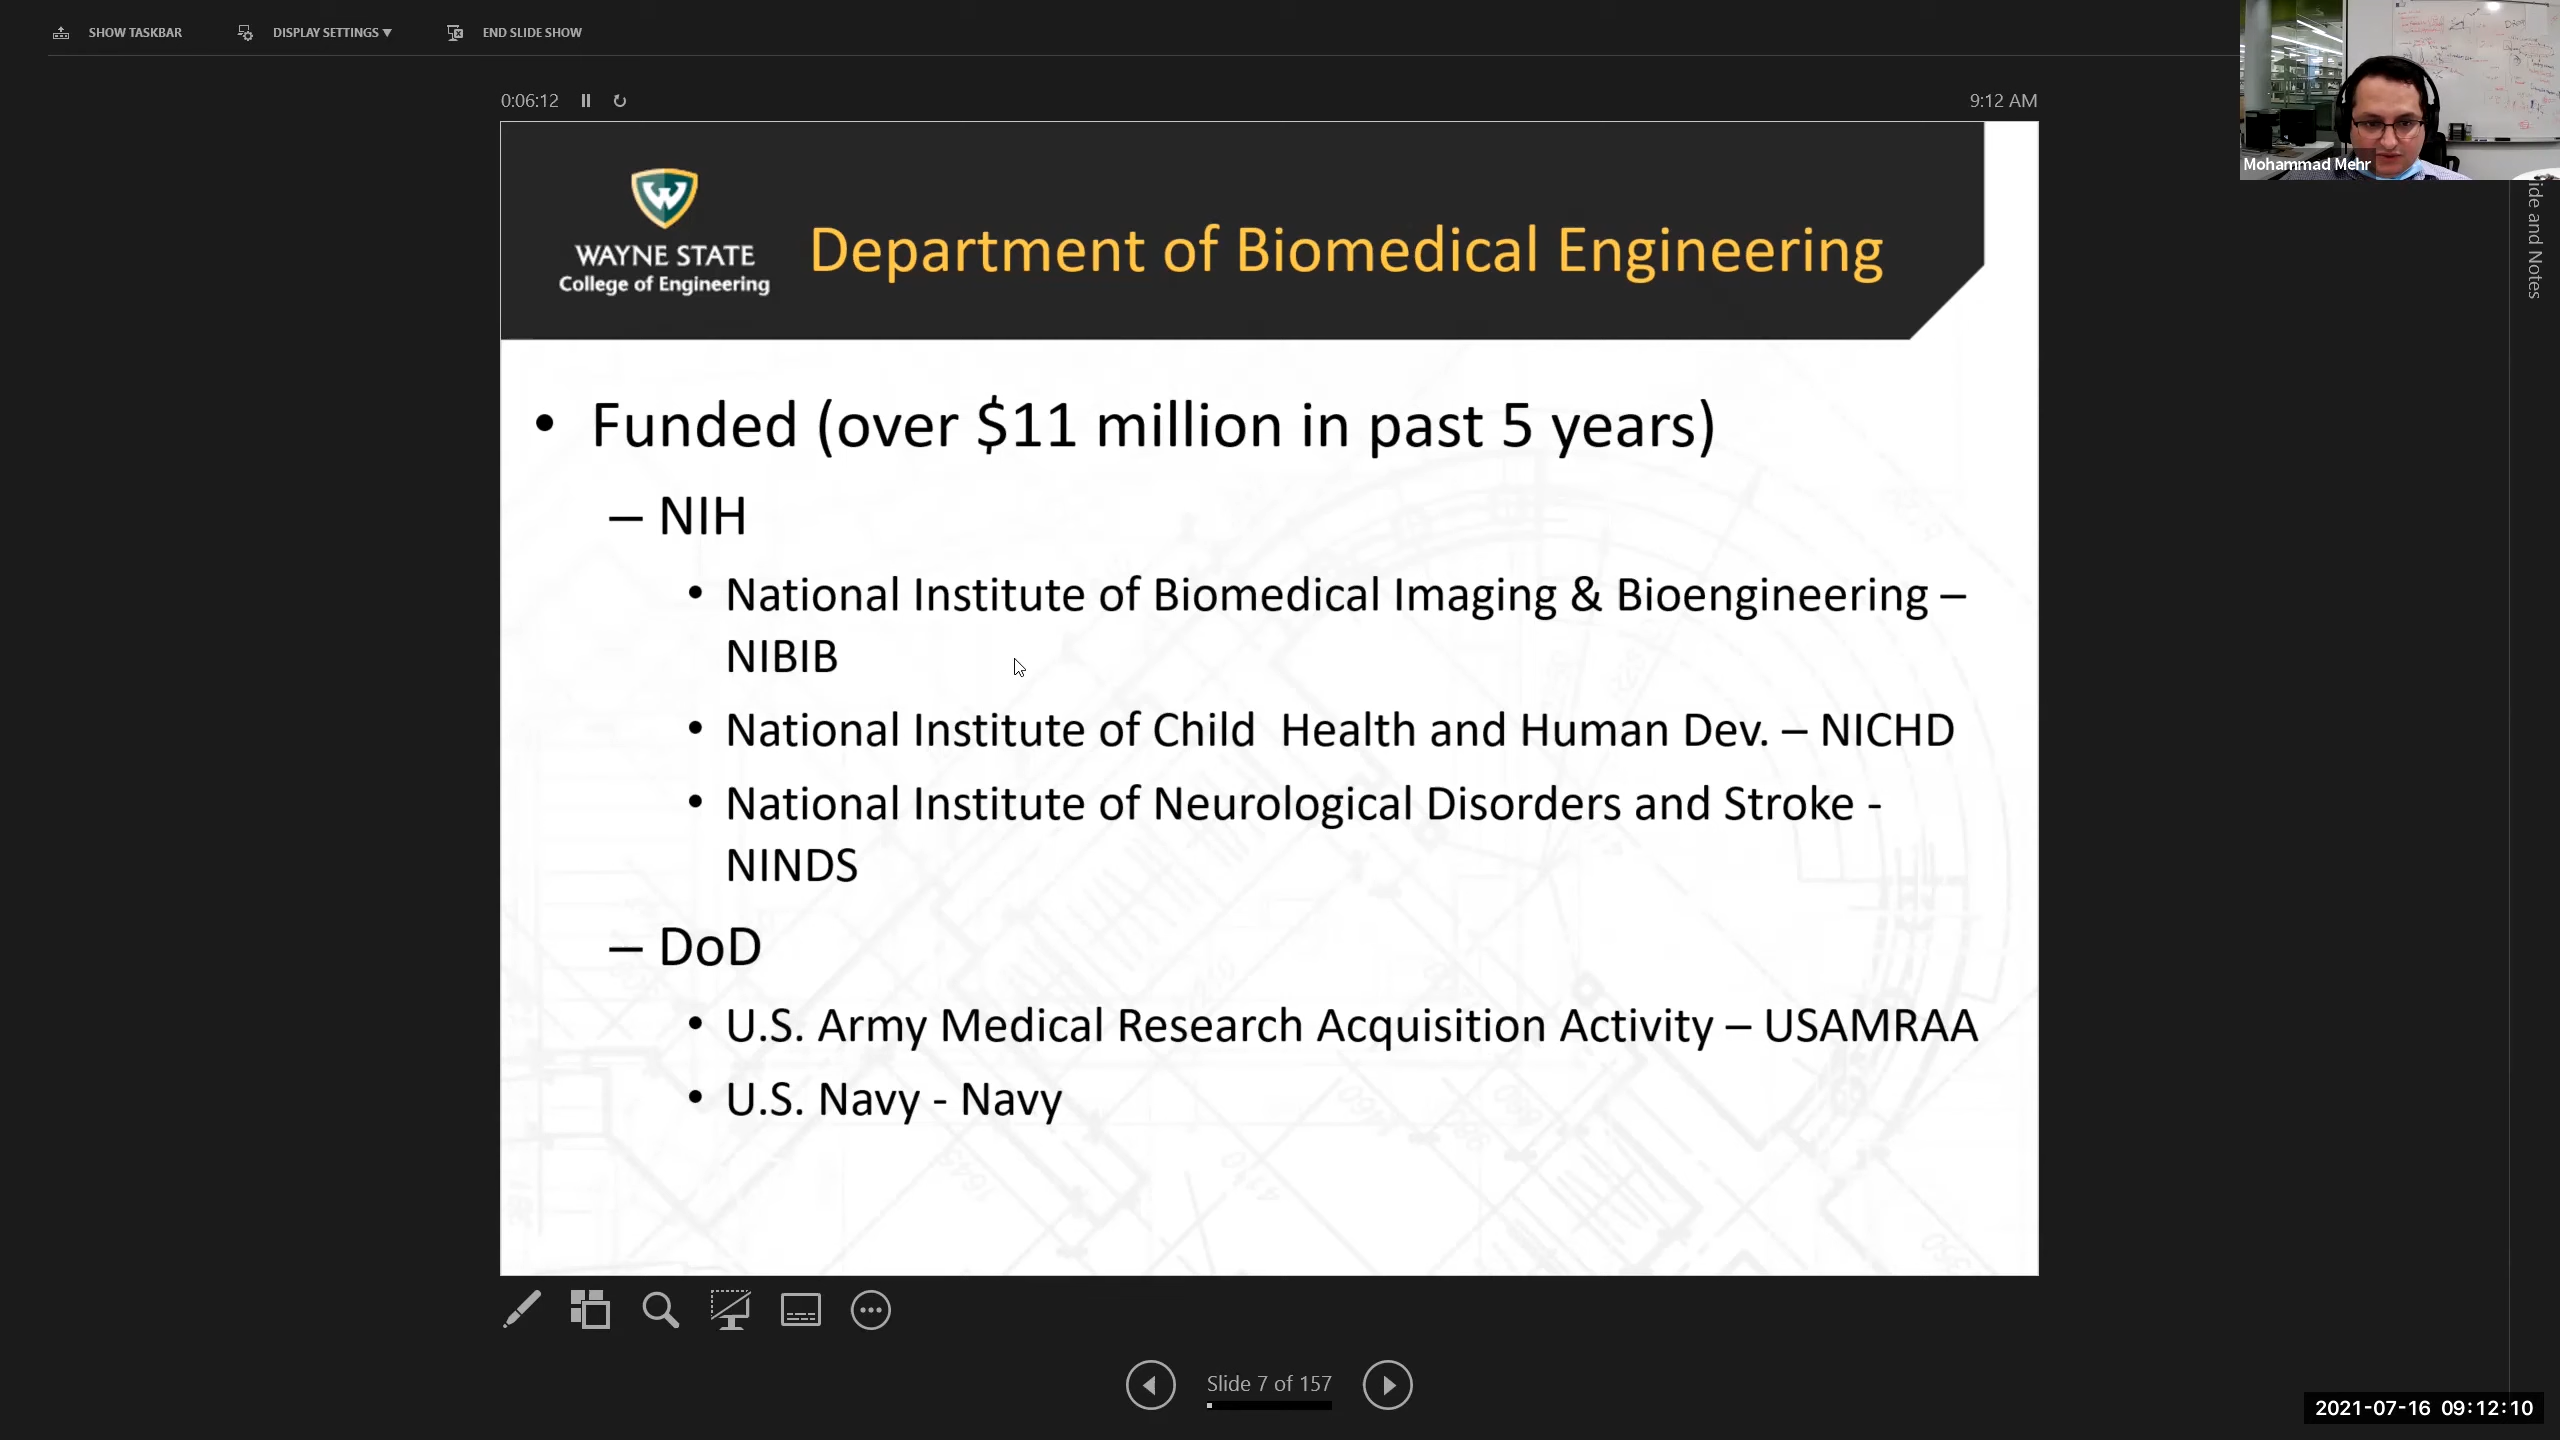 SHOW TASKBAR
DISPLAY SETTINGS ▼
END SLIDE SHOW
0:06:12
9:12 AM
Mohammad Mehr
ide and Notes
WAYNE STATE
College of Engineering
Department of Biomedical Engineering
• Funded (over $11 million in past 5 years)
– NIH
• National Institute of Biomedical Imaging & Bioengineering –
NIBIB
• National Institute of Child  Health and Human Dev. – NICHD
• National Institute of Neurological Disorders and Stroke -
NINDS
– DoD
• U.S. Army Medical Research Acquisition Activity – USAMRAA
• U.S. Navy - Navy
Slide 7 of 157
2021-07-16 09:12:10